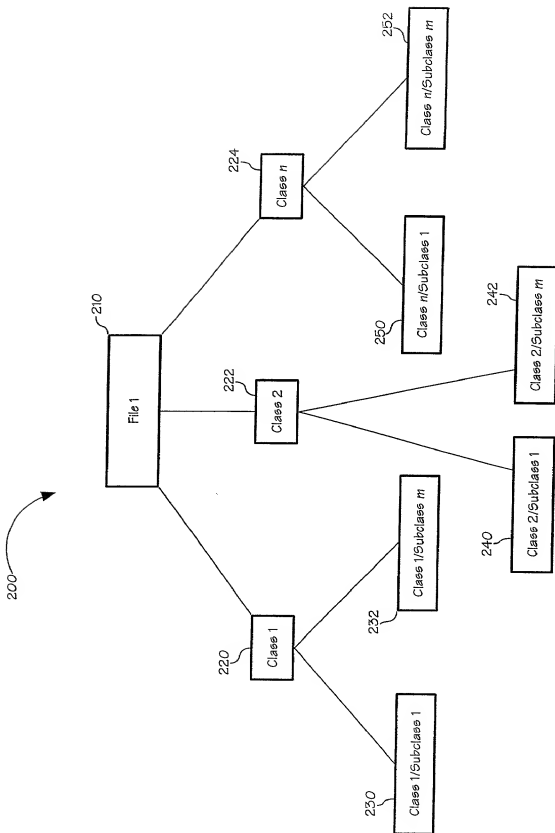 200
210
File 1
220
Class 1
222
Class 2
224
Class n
230
Class 1/Subclass 1
232
Class 1/Subclass m
240
Class 2/Subclass 1
242
Class 2/Subclass m
250
Class n/Subclass 1
252
Class n/Subclass m